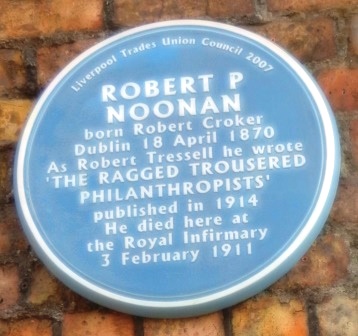 Liverpool Trades Union Council 2007
ROBERT P
NOONAN
born Robert Croker
Dublin 18 April 1870
As Robert Tressell he wrote
'THE RAGGED TROUSERED
PHILANTHROPISTS'
published in 1914
He died here at
the Royal Infirmary
3 February 1911